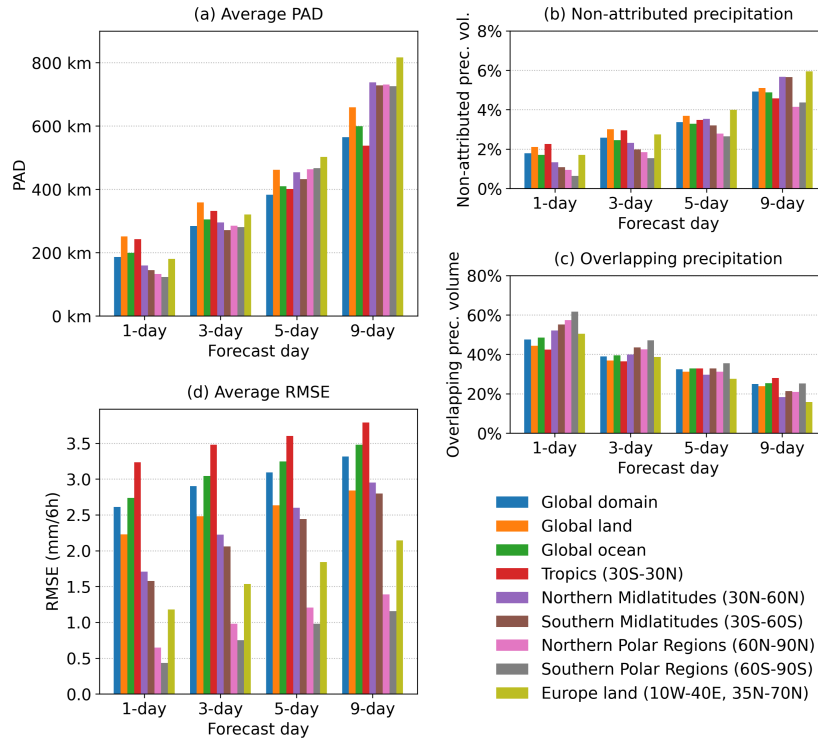 (a) Average PAD
PAD
800 km
600 km
400 km
200 km
0 km
1-day
3-day
5-day
9-day
Forecast day
(b) Non-attributed precipitation
Non-attributed prec. vol.
8%
6%
4%
2%
0%
1-day
3-day
5-day
9-day
Forecast day
(c) Overlapping precipitation
Overlapping prec. volume
80%
60%
40%
20%
0%
1-day
3-day
5-day
9-day
Forecast day
(d) Average RMSE
RMSE (mm/6h)
3.5
3.0
2.5
2.0
1.5
1.0
0.5
0.0
1-day
3-day
5-day
9-day
Forecast day
Global domain
Global land
Global ocean
Tropics (30S-30N)
Northern Midlatitudes (30N-60N)
Southern Midlatitudes (30S-60S)
Northern Polar Regions (60N-90N)
Southern Polar Regions (60S-90S)
Europe land (10W-40E, 35N-70N)